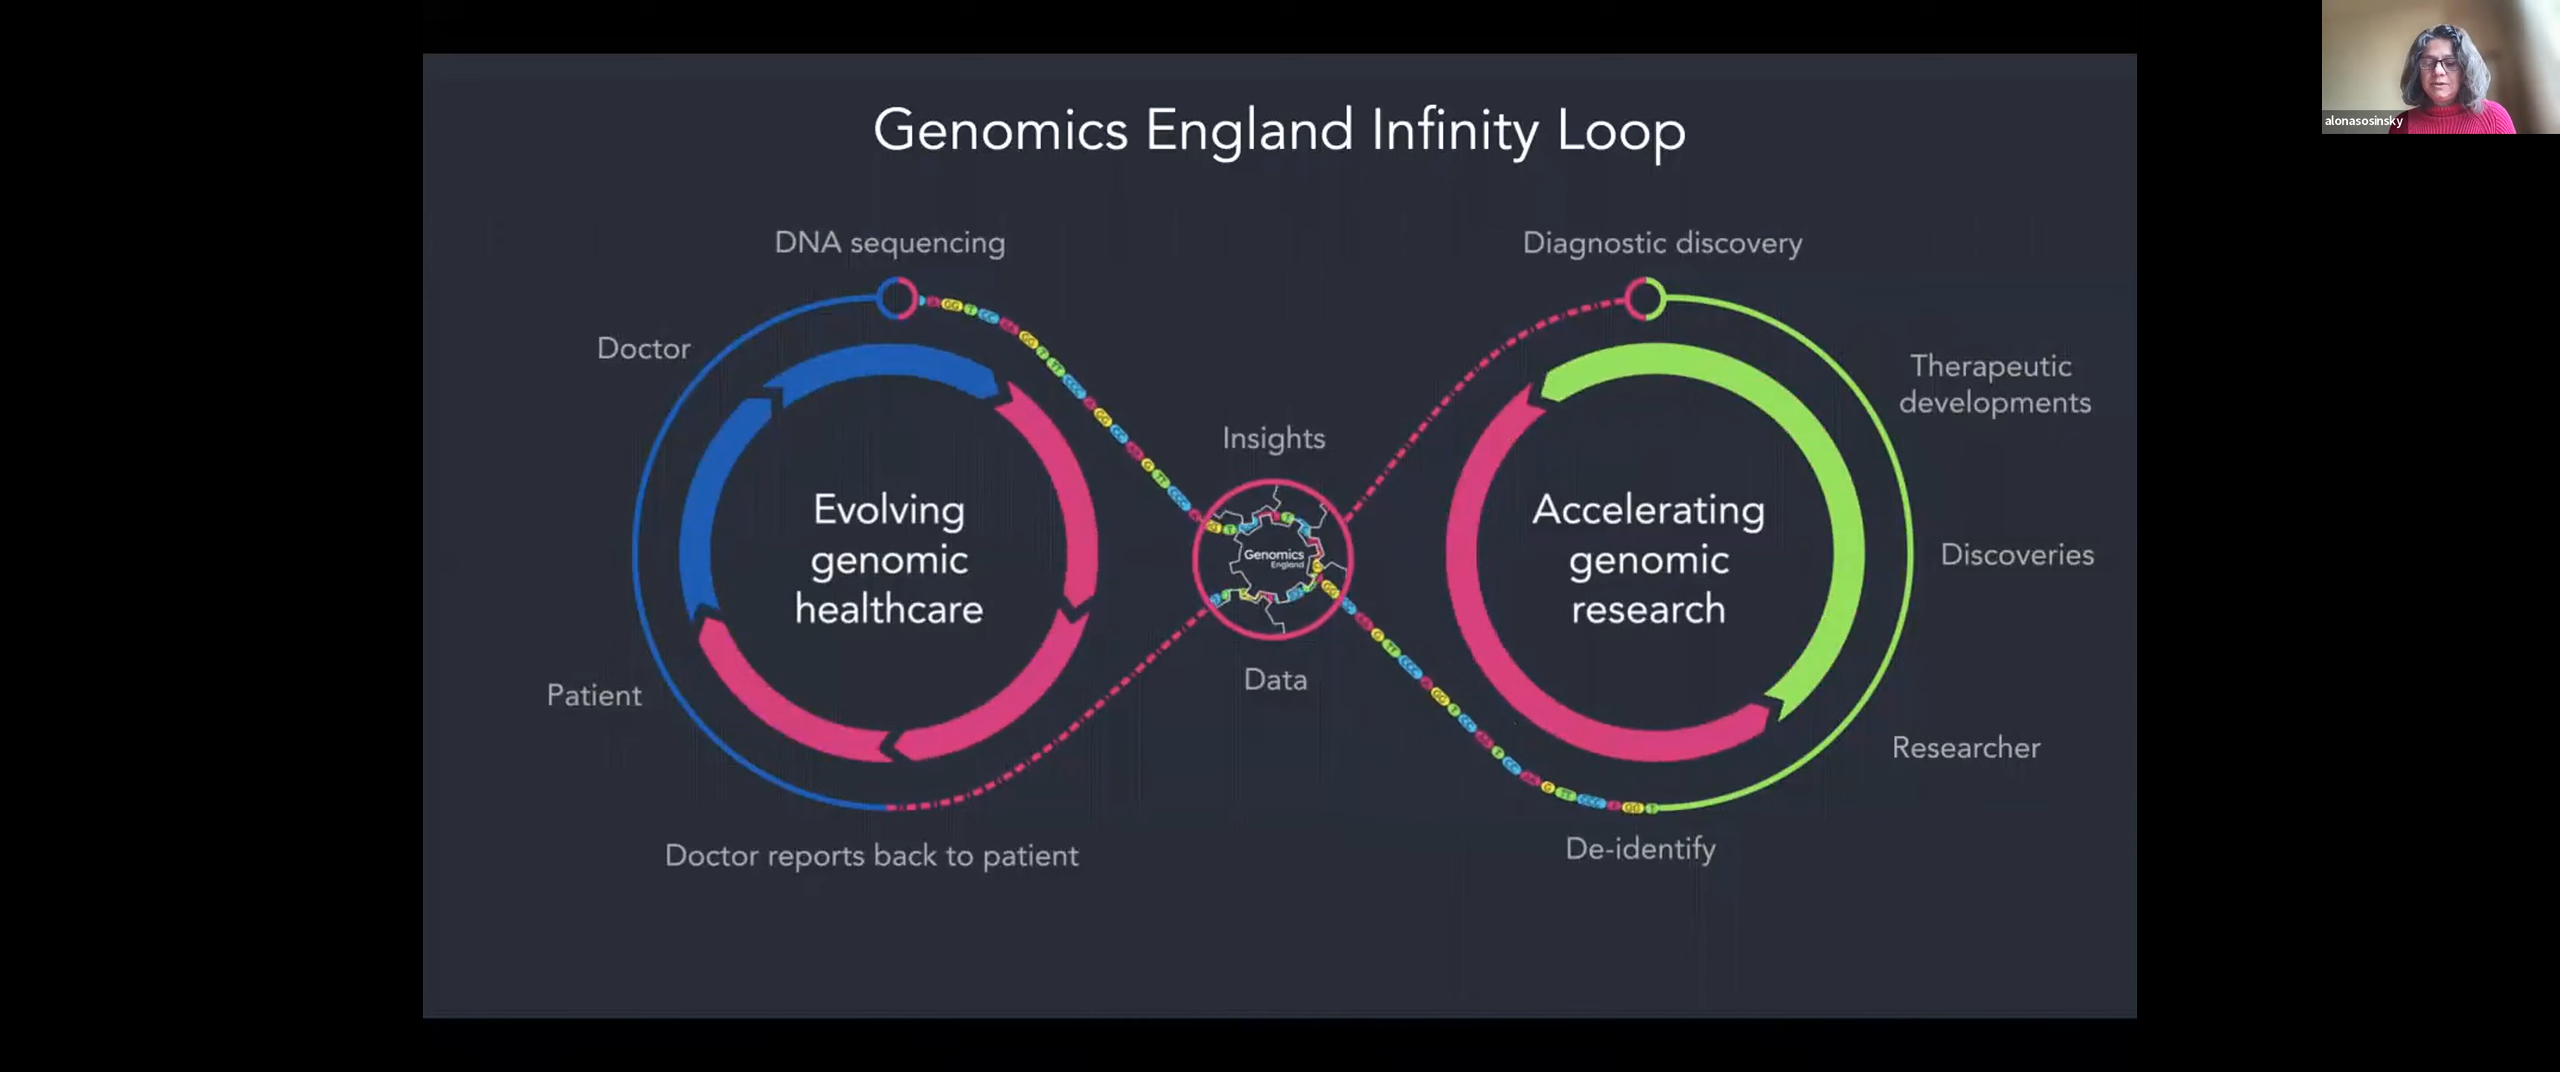 Genomics England Infinity Loop
alonasosinsky
DNA sequencing
Diagnostic discovery
Doctor
Therapeutic
developments
Insights
Evolving
genomic
healthcare
Genomics
England
Accelerating
genomic
research
Discoveries
Data
Patient
Researcher
Doctor reports back to patient
De-identify